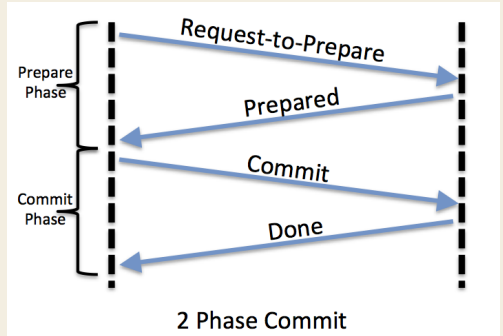 Request-to-Prepare
Prepare
Phase
Prepared
Commit
Commit
Phase
Done
2 Phase Commit